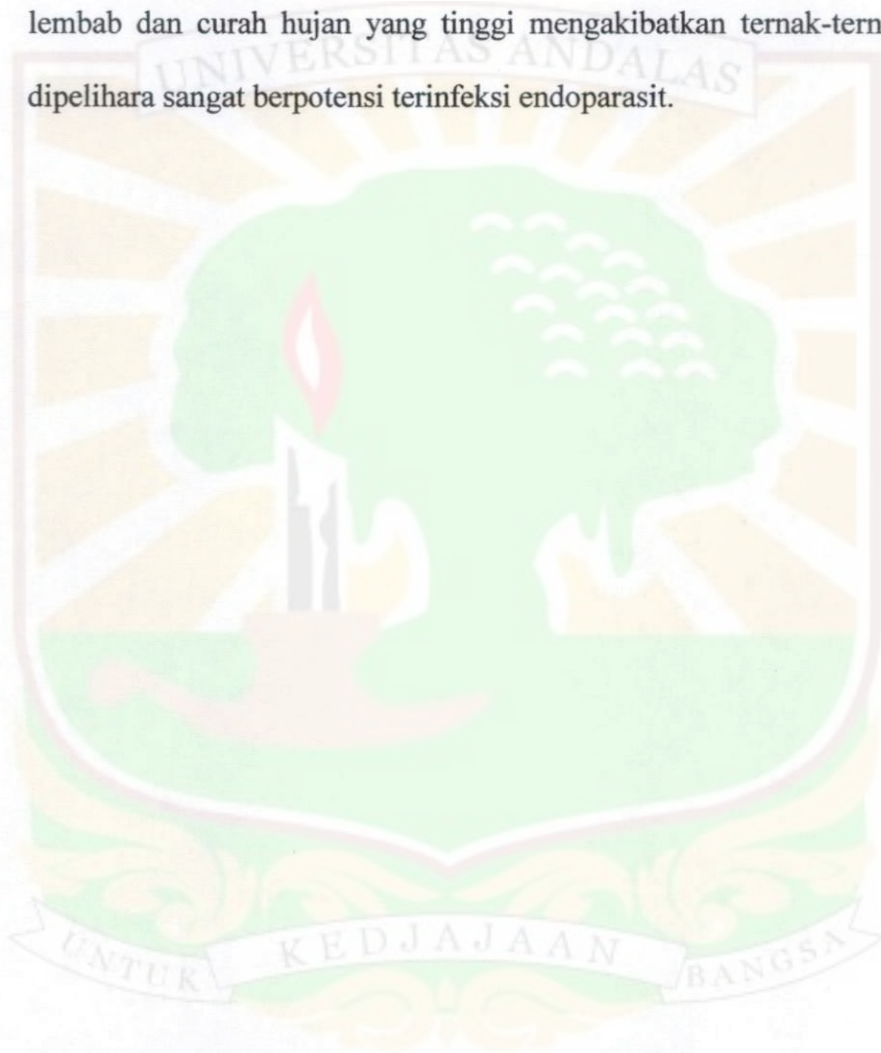 lembab dan curah hujan yang tinggi mengakibatkan ternak-tern
UNIVERSITAS ANDALAS
dipelihara sangat berpotensi terinfeksi endoparasit.
UNTUK KEDJAJAAN BANGSA